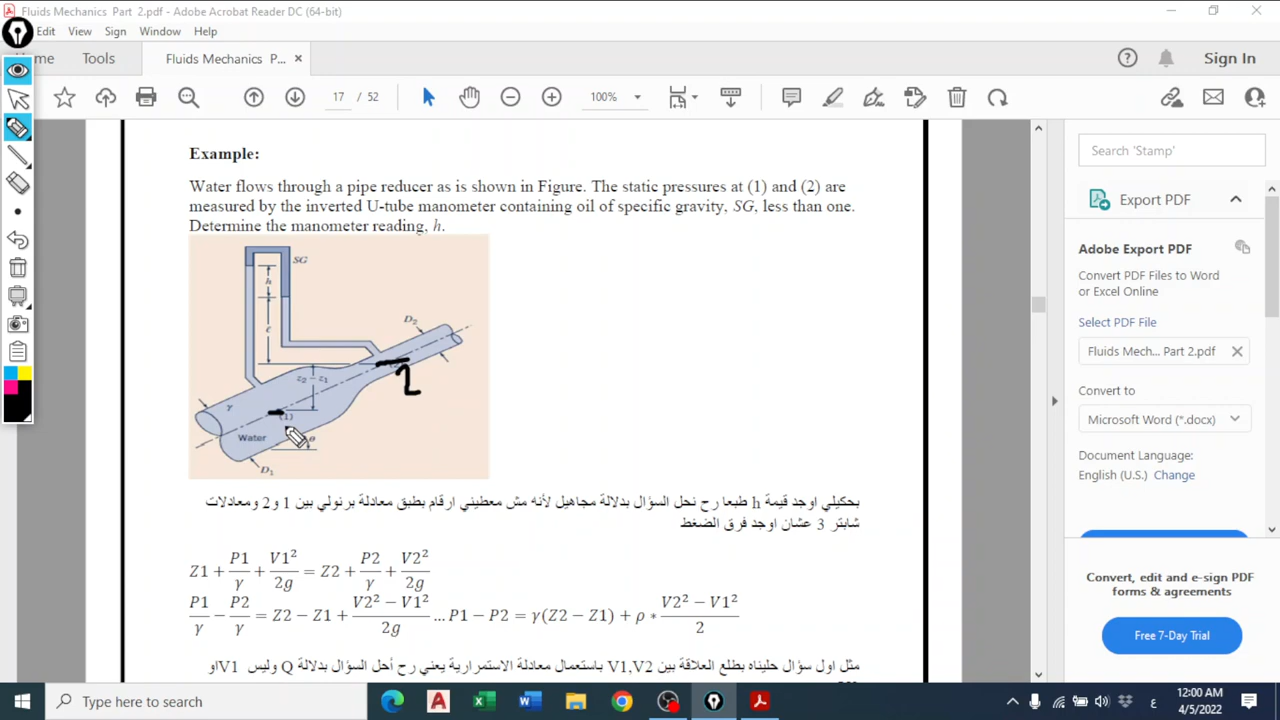 Fluids Mechanics Part 2.pdf - Adobe Acrobat Reader DC (64-bit)
Edit View Sign Window Help
me Tools Fluids Mechanics P... ×
Sign In
17 / 52 100%
Example:
Water flows through a pipe reducer as is shown in Figure. The static pressures at (1) and (2) are
measured by the inverted U-tube manometer containing oil of specific gravity, SG, less than one.
Determine the manometer reading, h.
SG
h
ℓ
D₂
z₂ – z₁
2
γ
(1)
Water
θ
D₁
بحكيلي اوجد قيمة h طبعا رح نحل السؤال بدلالة مجاهيل لأنه مش معطيني ارقام بطبق معادلة برنولي بين 1 و 2 ومعادلات
شابتر 3 عشان اوجد فرق الضغط
Z1 + P1/γ + V1²/2g = Z2 + P2/γ + V2²/2g
P1/γ − P2/γ = Z2 − Z1 + (V2² − V1²)/2g ... P1 − P2 = γ(Z2 − Z1) + ρ * (V2² − V1²)/2
مثل اول سؤال حليناه بطلع العلاقة بين V1,V2 باستعمال معادلة الاستمرارية يعني رح أحل السؤال بدلالة Q وليس V1 او
Search 'Stamp'
Export PDF
Adobe Export PDF
Convert PDF Files to Word
or Excel Online
Select PDF File
Fluids Mech... Part 2.pdf ×
Convert to
Microsoft Word (*.docx)
Document Language:
English (U.S.) Change
Convert, edit and e-sign PDF
forms & agreements
Free 7-Day Trial
Type here to search
ع
12:00 AM
4/5/2022